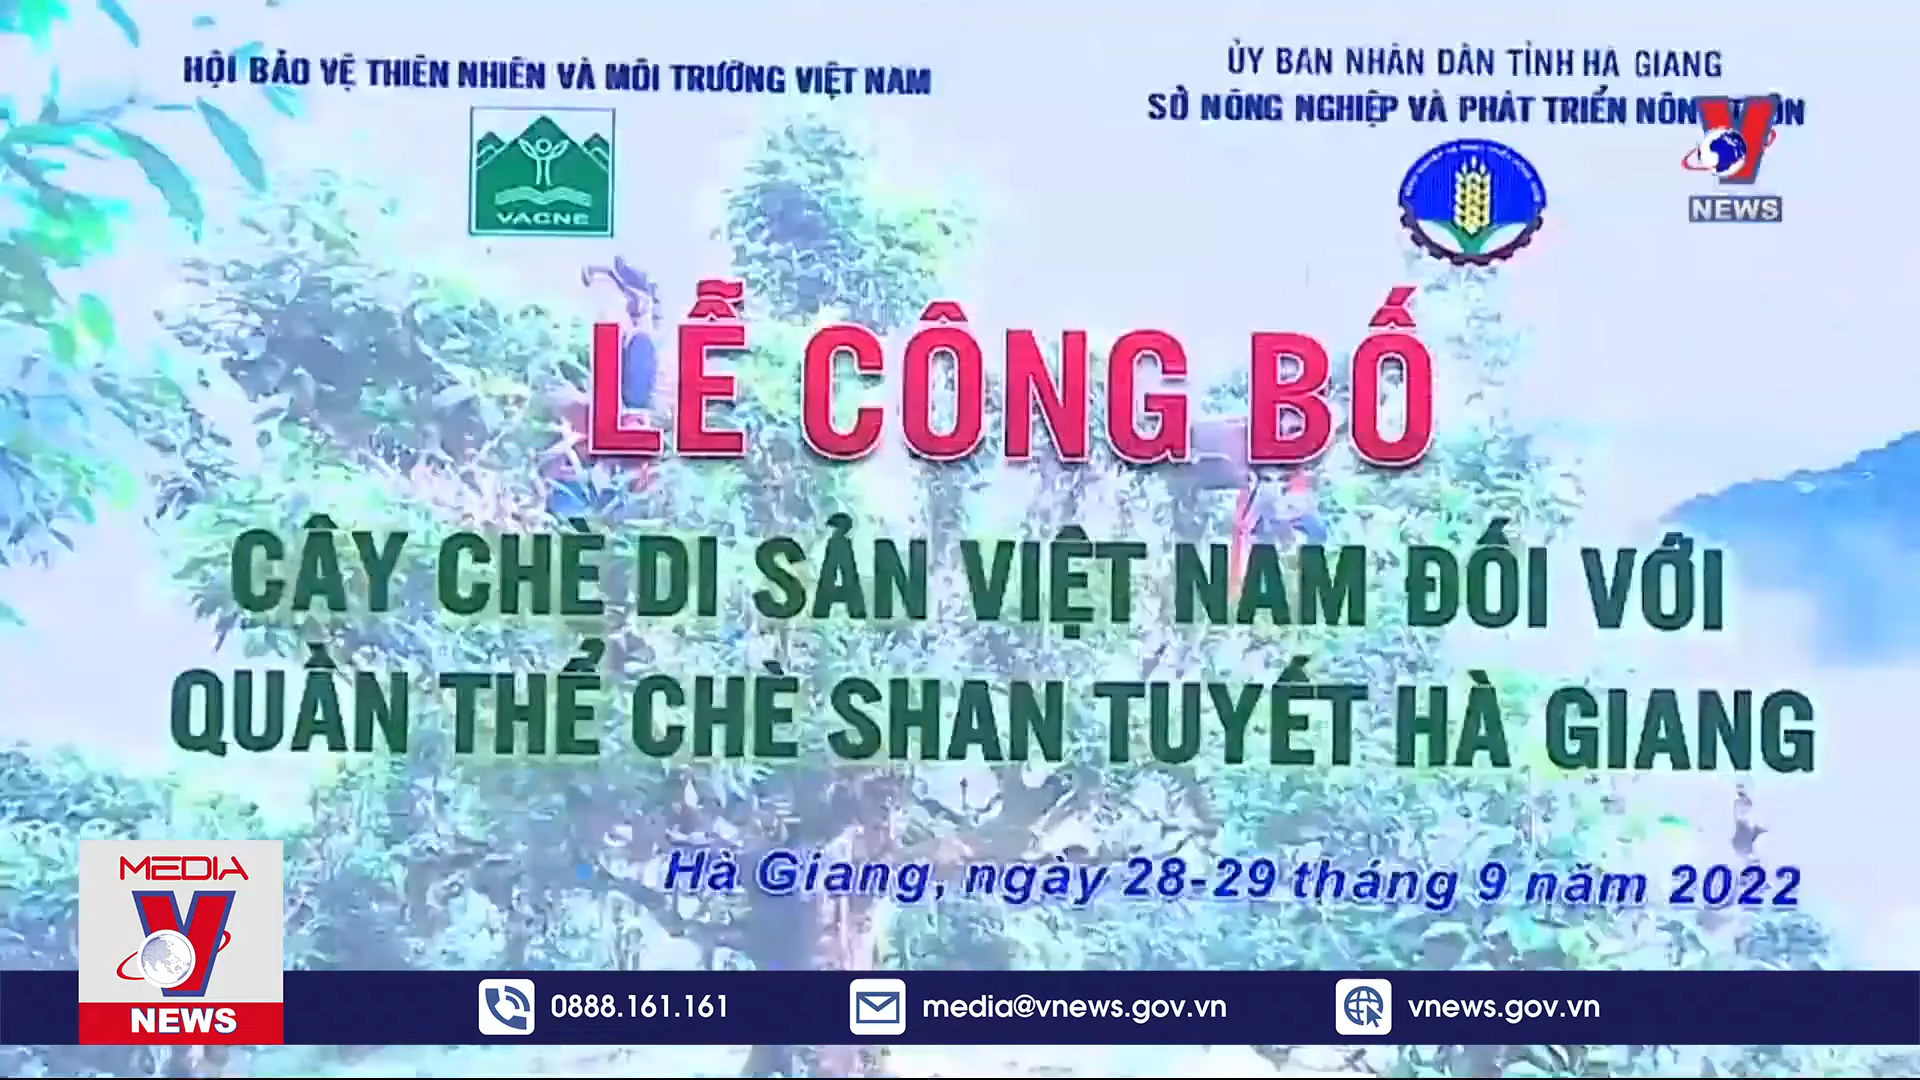 HỘI BẢO VỆ THIÊN NHIÊN VÀ MÔI TRƯỜNG VIỆT NAM
VACNE
ỦY BAN NHÂN DÂN TỈNH HÀ GIANG
SỞ NÔNG NGHIỆP VÀ PHÁT TRIỂN
NEWS
LỄ CÔNG BỐ
CÂY CHÈ DI SẢN VIỆT NAM ĐỐI VỚI
QUẦN THỂ CHÈ SHAN TUYẾT HÀ GIANG
Hà Giang, ngày 28-29 tháng 9 năm 2022
MEDIA
NEWS
0888.161.161
media@vnews.gov.vn
vnews.gov.vn